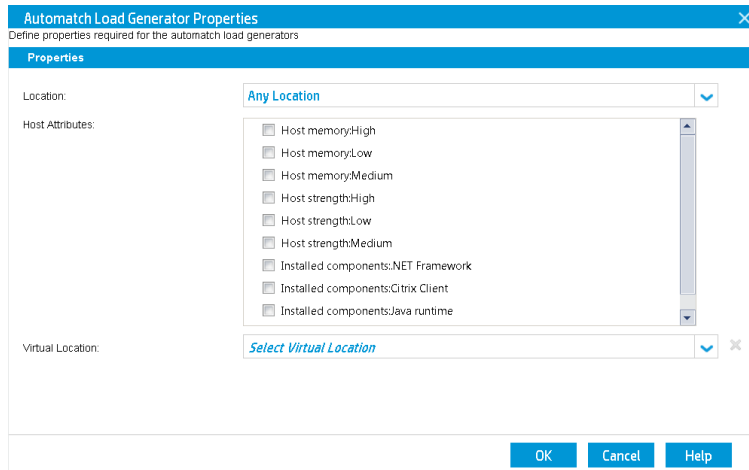 Automatch Load Generator Properties
Define properties required for the automatch load generators
Properties
Location:
Any Location
Host Attributes:
Host memory:High
Host memory:Low
Host memory:Medium
Host strength:High
Host strength:Low
Host strength:Medium
Installed components:.NET Framework
Installed components:Citrix Client
Installed components:Java runtime
Virtual Location:
Select Virtual Location
OK
Cancel
Help